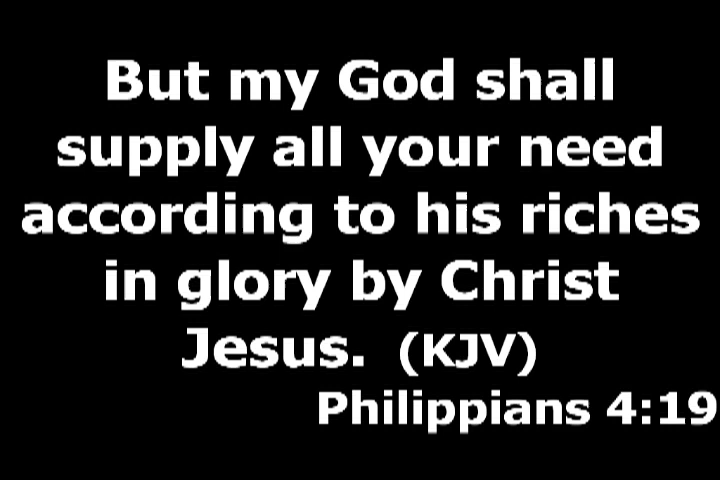 But my God shall
supply all your need
according to his riches
in glory by Christ
Jesus. (KJV)
Philippians 4:19